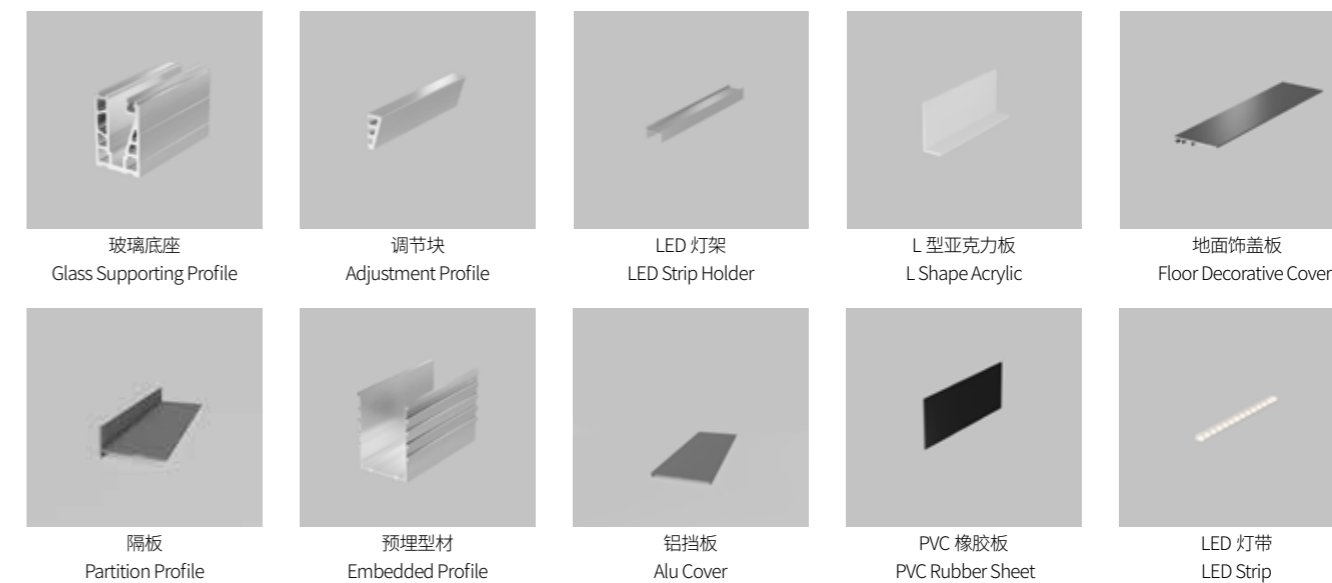 玻璃底座
Glass Supporting Profile
调节块
Adjustment Profile
LED 灯架
LED Strip Holder
L 型亚克力板
L Shape Acrylic
地面饰盖板
Floor Decorative Cover
隔板
Partition Profile
预埋型材
Embedded Profile
铝挡板
Alu Cover
PVC 橡胶板
PVC Rubber Sheet
LED 灯带
LED Strip